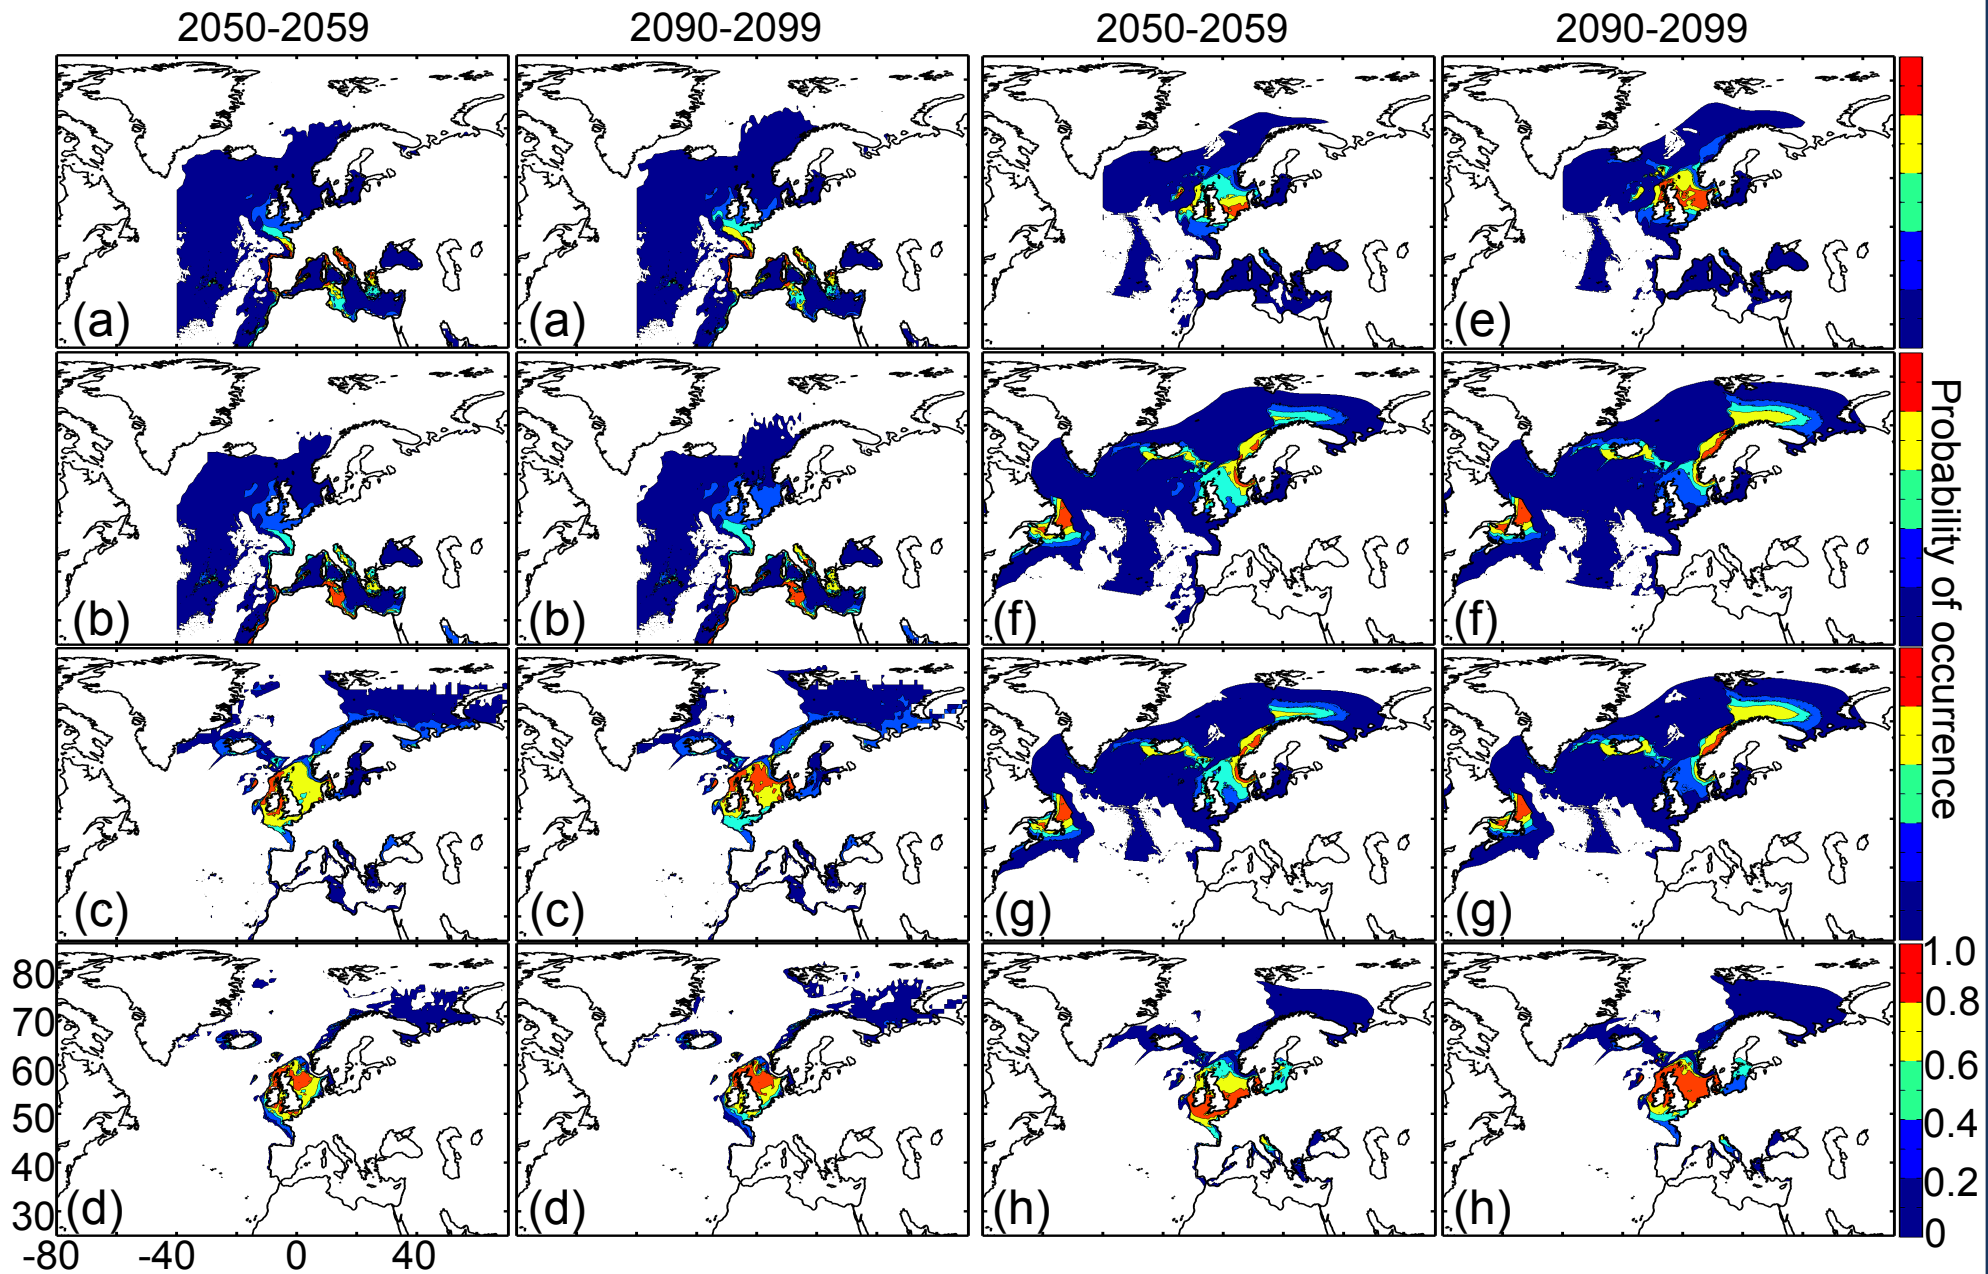 2050-2059 2090-2099 2050-2059 2090-2099
(a) (a) (e)
(b) (b) (f) (f)
Probability of occurrence
(c) (c) (g) (g)
(d) (d) (h) (h)
80
70
60
50
40
30
-80 -40 0 40
1.0
0.8
0.6
0.4
0.2
0